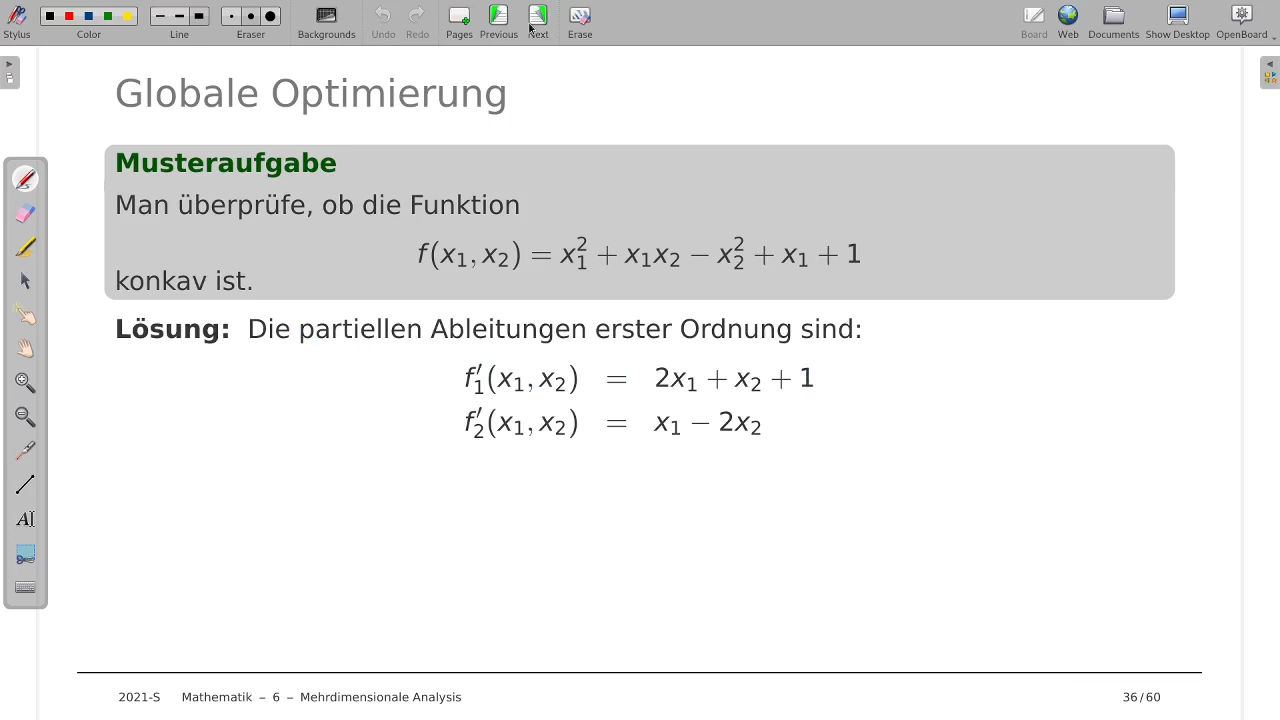 Stylus Color Line Eraser Backgrounds Undo Redo Pages Previous Next Erase Board Web Documents Show Desktop OpenBoard
Globale Optimierung
Musteraufgabe
Man überprüfe, ob die Funktion
f(x₁, x₂) = x₁² + x₁x₂ − x₂² + x₁ + 1
konkav ist.
Lösung: Die partiellen Ableitungen erster Ordnung sind:
f₁′(x₁, x₂) = 2x₁ + x₂ + 1
f₂′(x₁, x₂) = x₁ − 2x₂
2021-S Mathematik – 6 – Mehrdimensionale Analysis 36/60